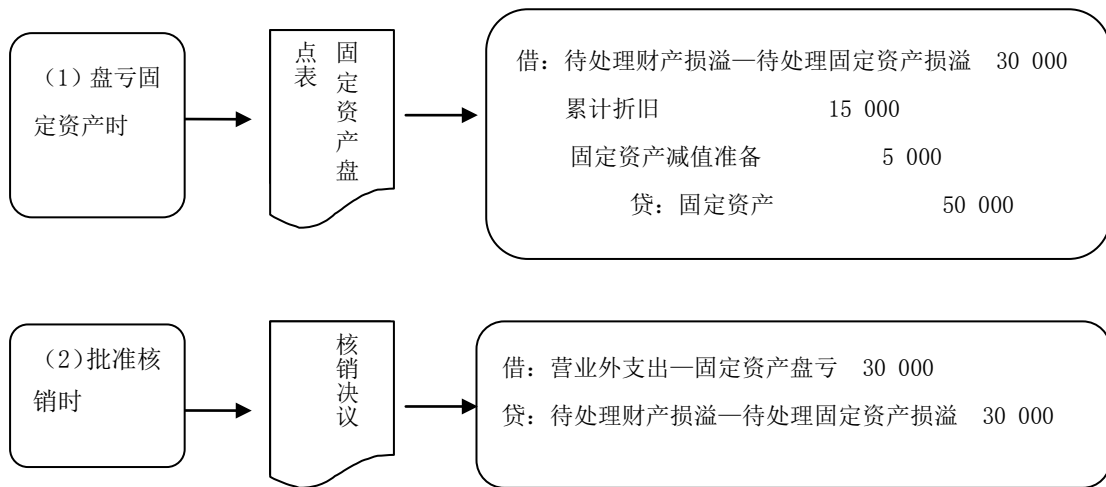 （1）盘亏固
定资产时
固定资产盘
点表
借：待处理财产损溢—待处理固定资产损溢 30 000
累计折旧 15 000
固定资产减值准备 5 000
贷：固定资产 50 000
（2）批准核
销时
核销决议
借：营业外支出—固定资产盘亏 30 000
贷：待处理财产损溢—待处理固定资产损溢 30 000